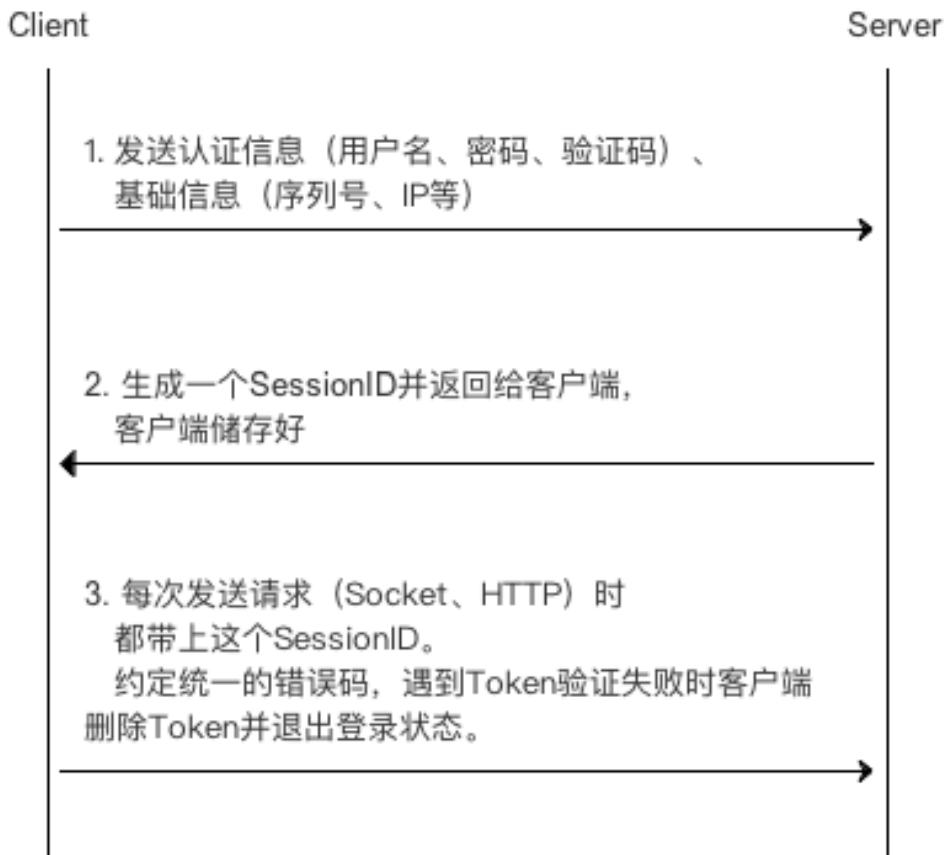 Client
Server
1. 发送认证信息（用户名、密码、验证码）、
基础信息（序列号、IP等）
2. 生成一个SessionID并返回给客户端，
客户端储存好
3. 每次发送请求（Socket、HTTP）时
都带上这个SessionID。
约定统一的错误码，遇到Token验证失败时客户端
删除Token并退出登录状态。